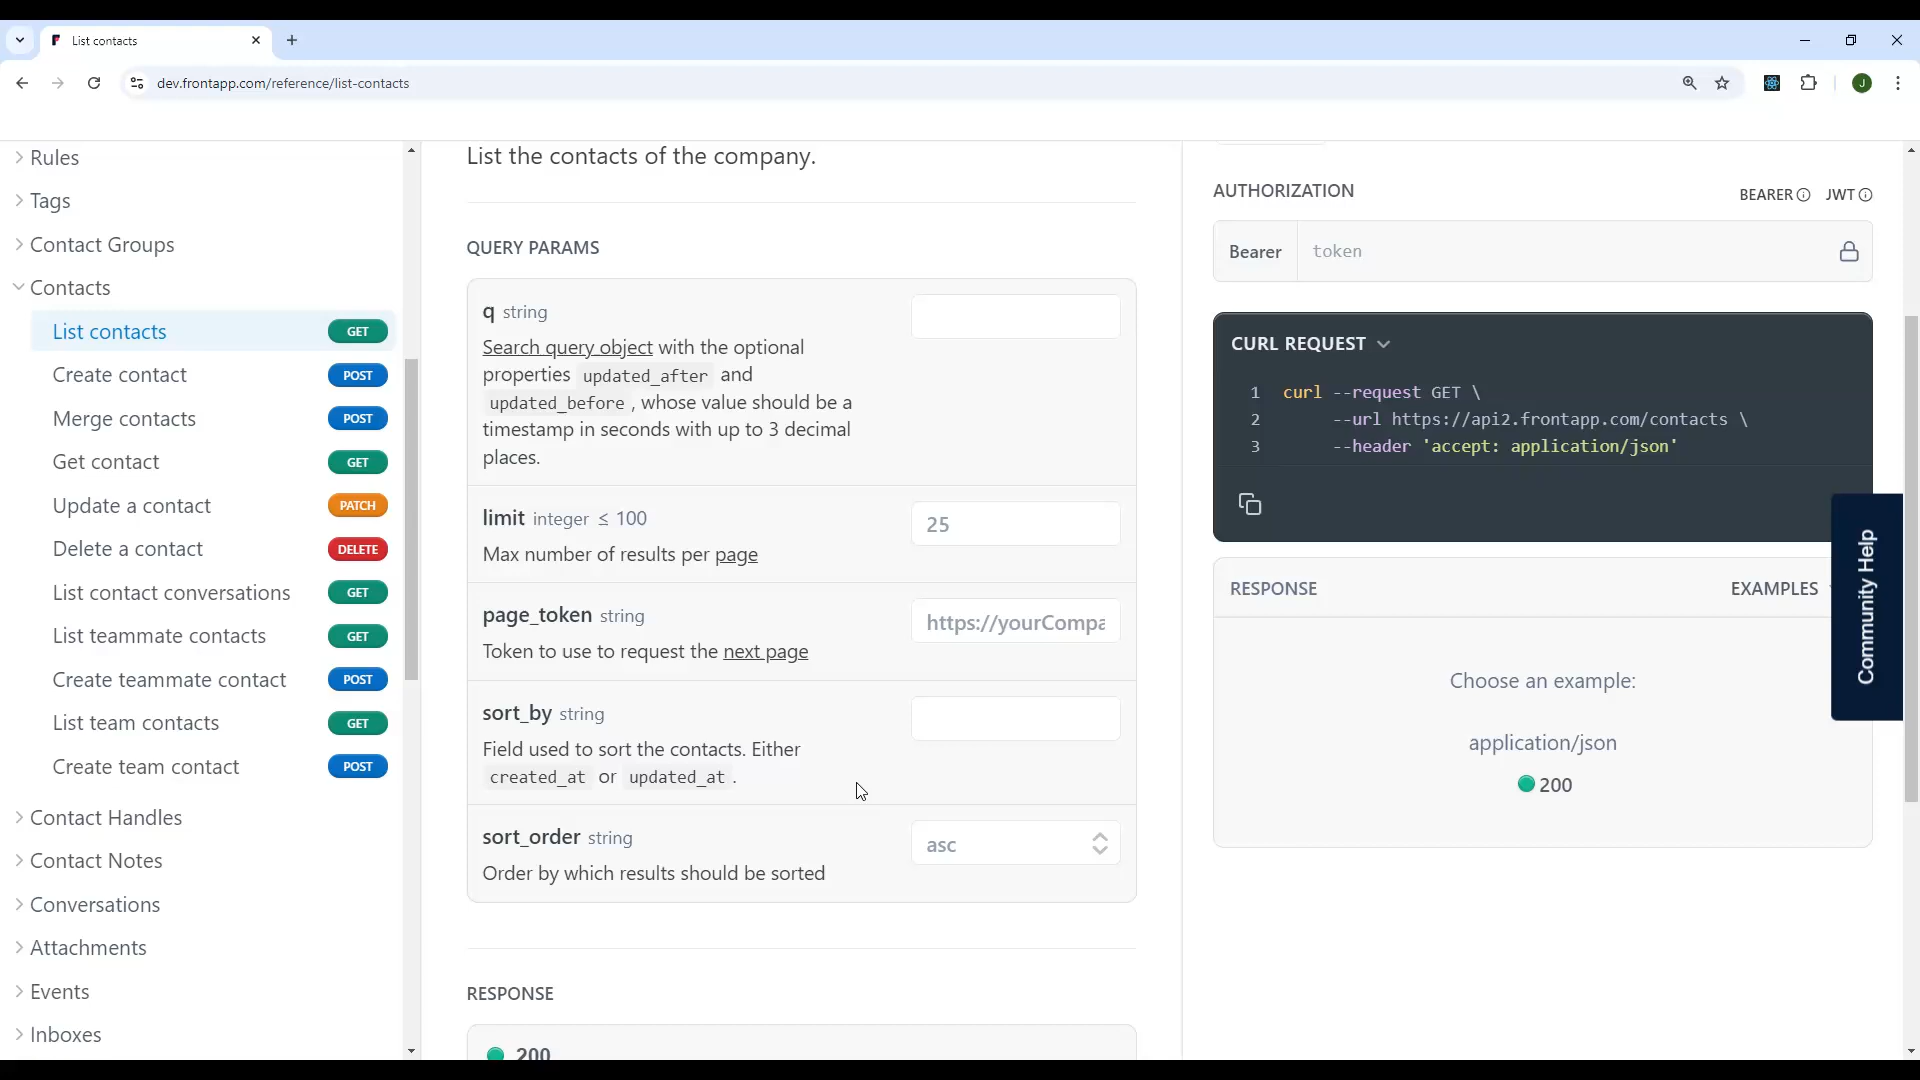 List contacts
dev.frontapp.com/reference/list-contacts
J
Rules
Tags
Contact Groups
Contacts
List contacts GET
Create contact POST
Merge contacts POST
Get contact GET
Update a contact PATCH
Delete a contact DELETE
List contact conversations GET
List teammate contacts GET
Create teammate contact POST
List team contacts GET
Create team contact POST
Contact Handles
Contact Notes
Conversations
Attachments
Events
Inboxes
List the contacts of the company.
QUERY PARAMS
q string
Search query object with the optional
properties updated_after and
updated_before , whose value should be a
timestamp in seconds with up to 3 decimal
places.
limit integer ≤ 100
25
Max number of results per page
page_token string
https://yourCompa
Token to use to request the next page
sort_by string
Field used to sort the contacts. Either
created_at or updated_at .
sort_order string
asc
Order by which results should be sorted
RESPONSE
200
AUTHORIZATION
BEARER JWT
Bearer token
CURL REQUEST
1 curl --request GET \
2 --url https://api2.frontapp.com/contacts \
3 --header 'accept: application/json'
RESPONSE EXAMPLES
Choose an example:
application/json
200
Community Help